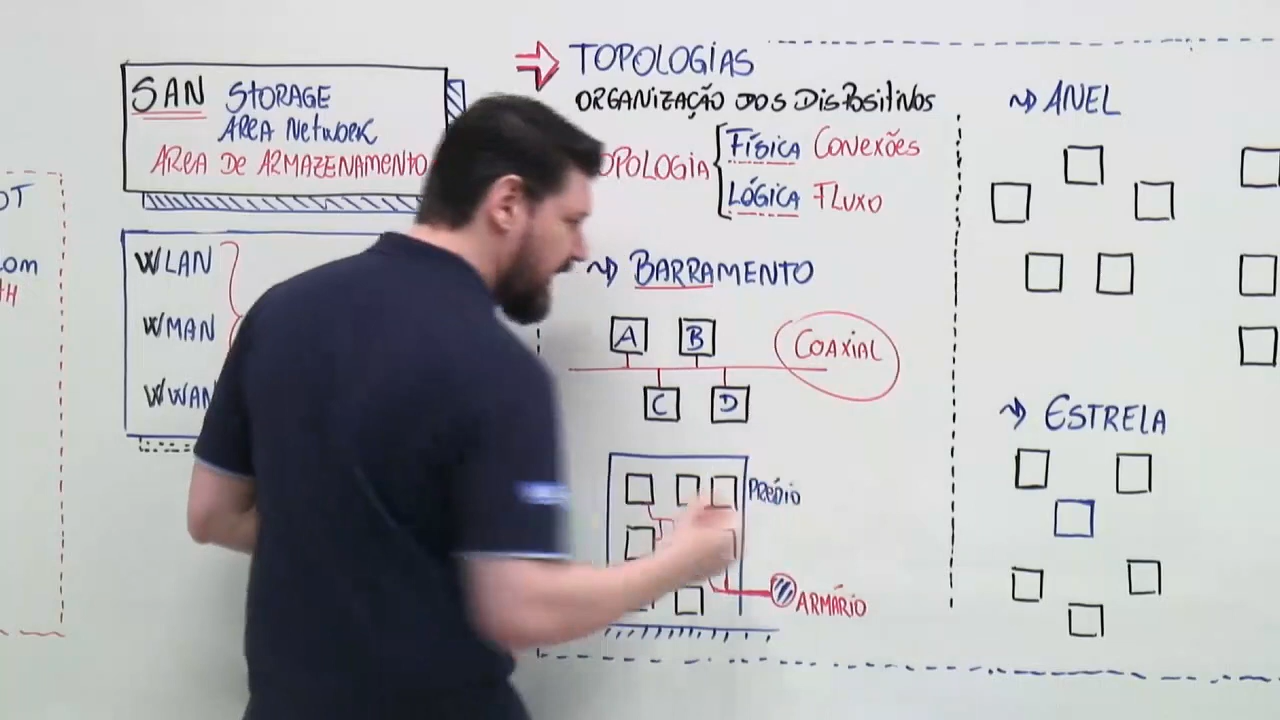 SAN STORAGE
AREA NETWORK
AREA DE ARMAZENAMENTO
WLAN
WMAN
WWAN
TOPOLOGIAS
ORGANIZAÇÃO DOS DISPOSITIVOS
OPOLOGIA
FÍSICA CONEXÕES
LÓGICA FLUXO
BARRAMENTO
A B
COAXIAL
C D
PRÉDIO
ARMÁRIO
ANEL
ESTRELA